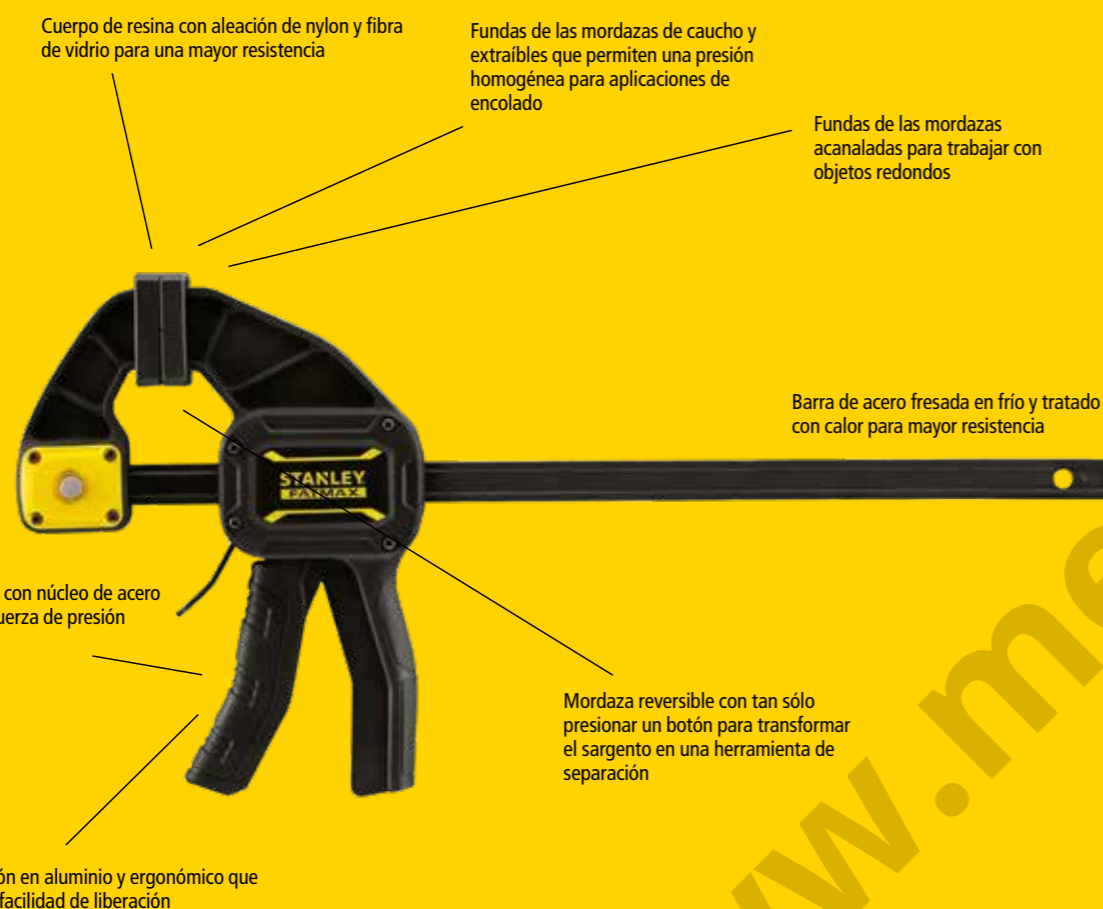 Cuerpo de resina con aleación de nylon y fibra
de vidrio para una mayor resistencia
Fundas de las mordazas de caucho y
extraíbles que permiten una presión
homogénea para aplicaciones de
encolado
Fundas de las mordazas
acanaladas para trabajar con
objetos redondos
Barra de acero fresada en frío y tratado
con calor para mayor resistencia
STANLEY
FATMAX
con núcleo de acero
uerza de presión
Mordaza reversible con tan sólo
presionar un botón para transformar
el sargento en una herramienta de
separación
ón en aluminio y ergonómico que
facilidad de liberación
www.me